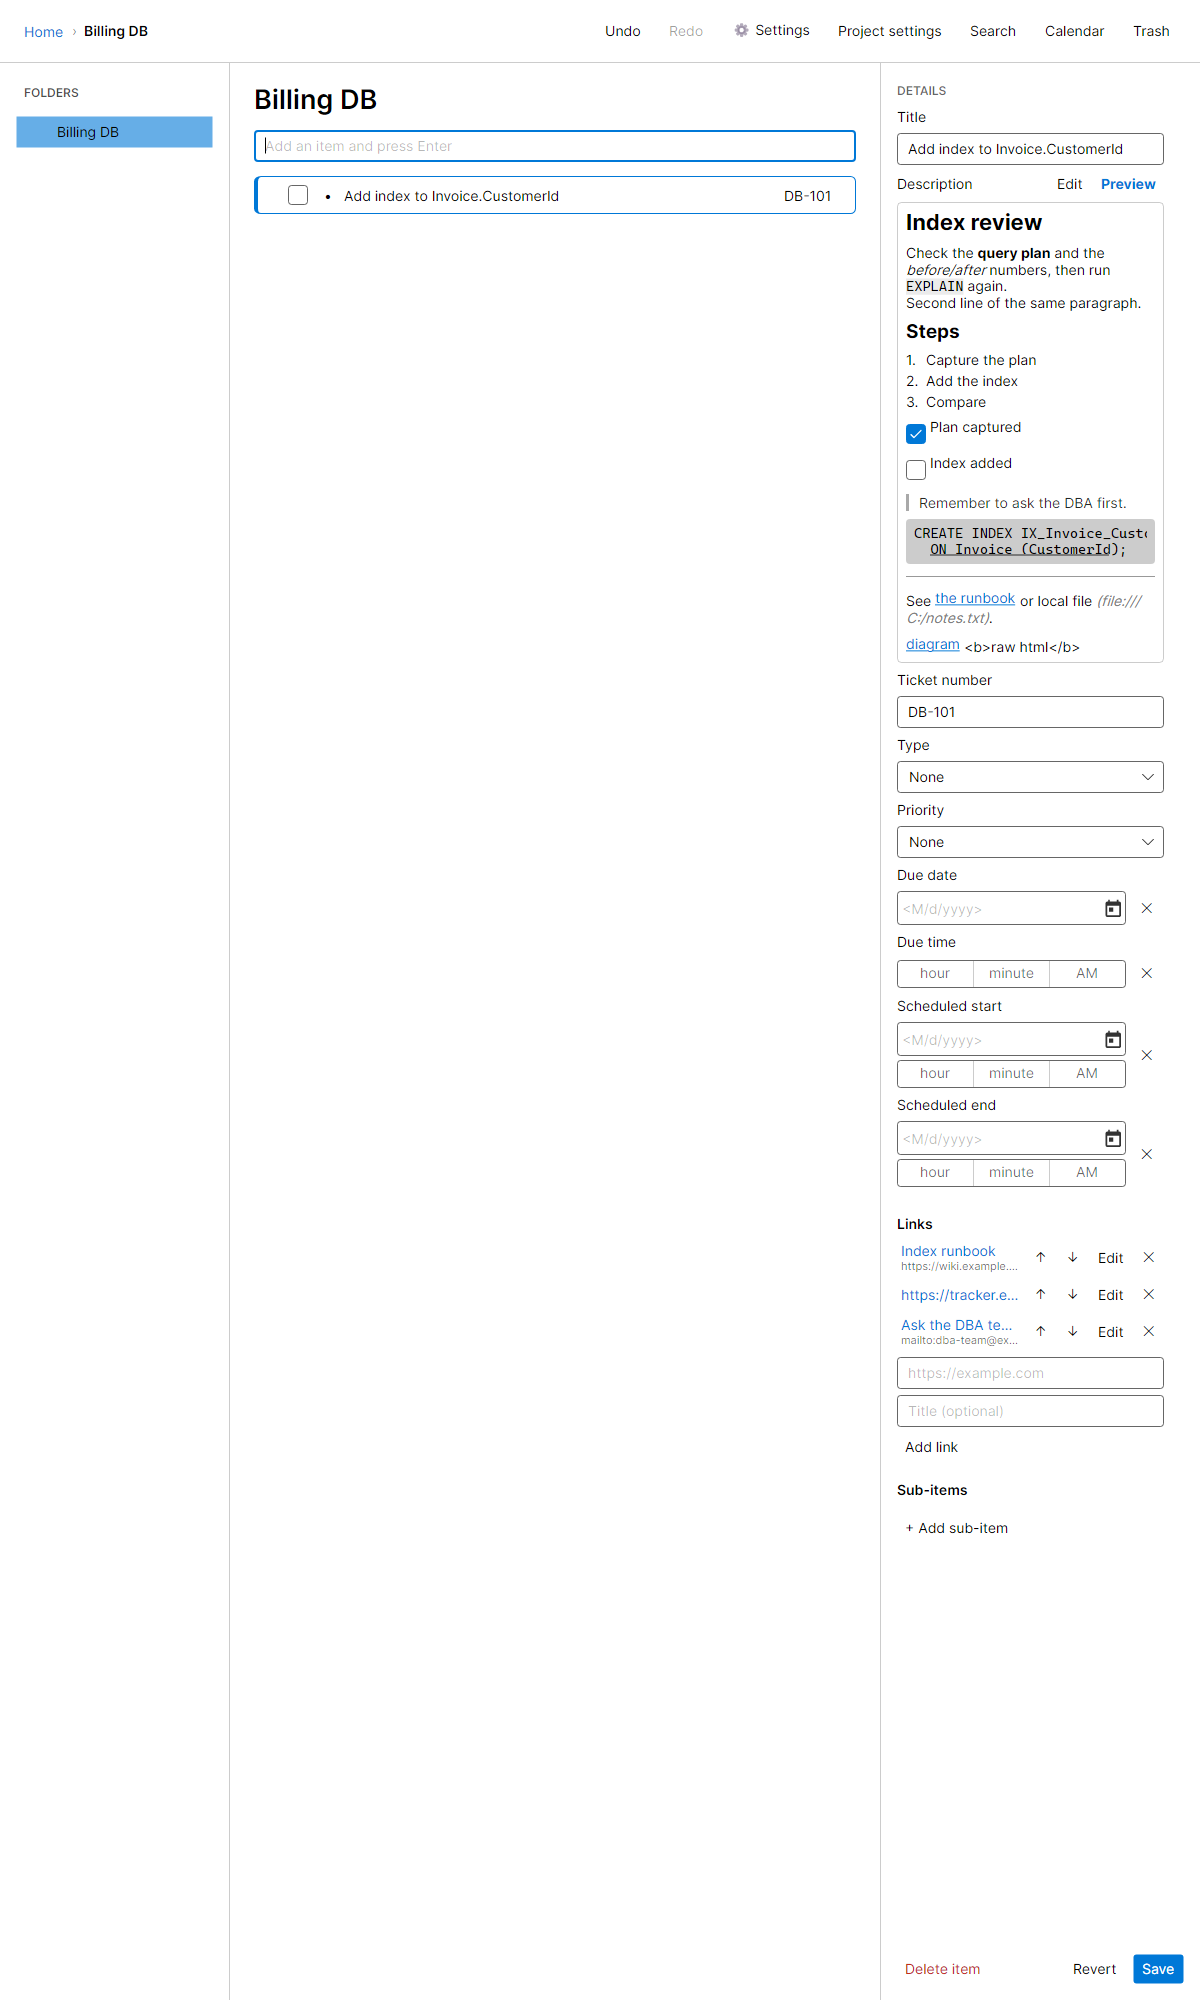 Home › Billing DB
Undo
Redo
Settings
Project settings
Search
Calendar
Trash
FOLDERS
Billing DB
Billing DB
Add an item and press Enter
• Add index to Invoice.CustomerId
DB-101
DETAILS
Title
Add index to Invoice.CustomerId
Description
Edit
Preview
Index review
Check the query plan and the
before/after numbers, then run
EXPLAIN again.
Second line of the same paragraph.
Steps
1. Capture the plan
2. Add the index
3. Compare
Plan captured
Index added
Remember to ask the DBA first.
CREATE INDEX IX_Invoice_Custo
ON Invoice (CustomerId);
See the runbook or local file (file:///
C:/notes.txt).
diagram <b>raw html</b>
Ticket number
DB-101
Type
None
Priority
None
Due date
<M/d/yyyy>
Due time
hour
minute
AM
Scheduled start
<M/d/yyyy>
hour
minute
AM
Scheduled end
<M/d/yyyy>
hour
minute
AM
Links
Index runbook
https://wiki.example....
↑ ↓ Edit
https://tracker.e...
↑ ↓ Edit
Ask the DBA te...
mailto:dba-team@ex...
↑ ↓ Edit
https://example.com
Title (optional)
Add link
Sub-items
+ Add sub-item
Delete item
Revert
Save